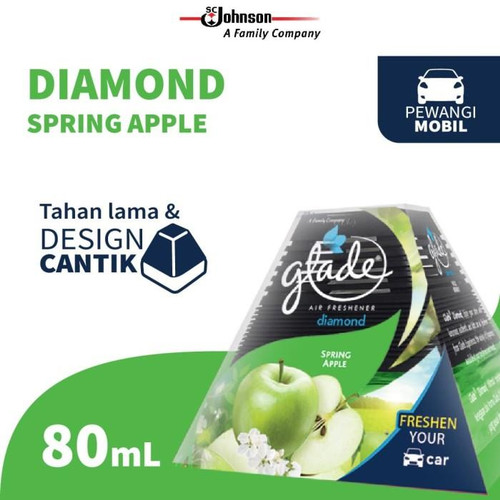 SC Johnson
A Family Company
DIAMOND
SPRING APPLE
PEWANGI
MOBIL
Tahan lama &
DESIGN
CANTIK
A Family Company
glade
AIR FRESHENER
diamond
SPRING
APPLE
FRESHEN
YOUR
car
80mL